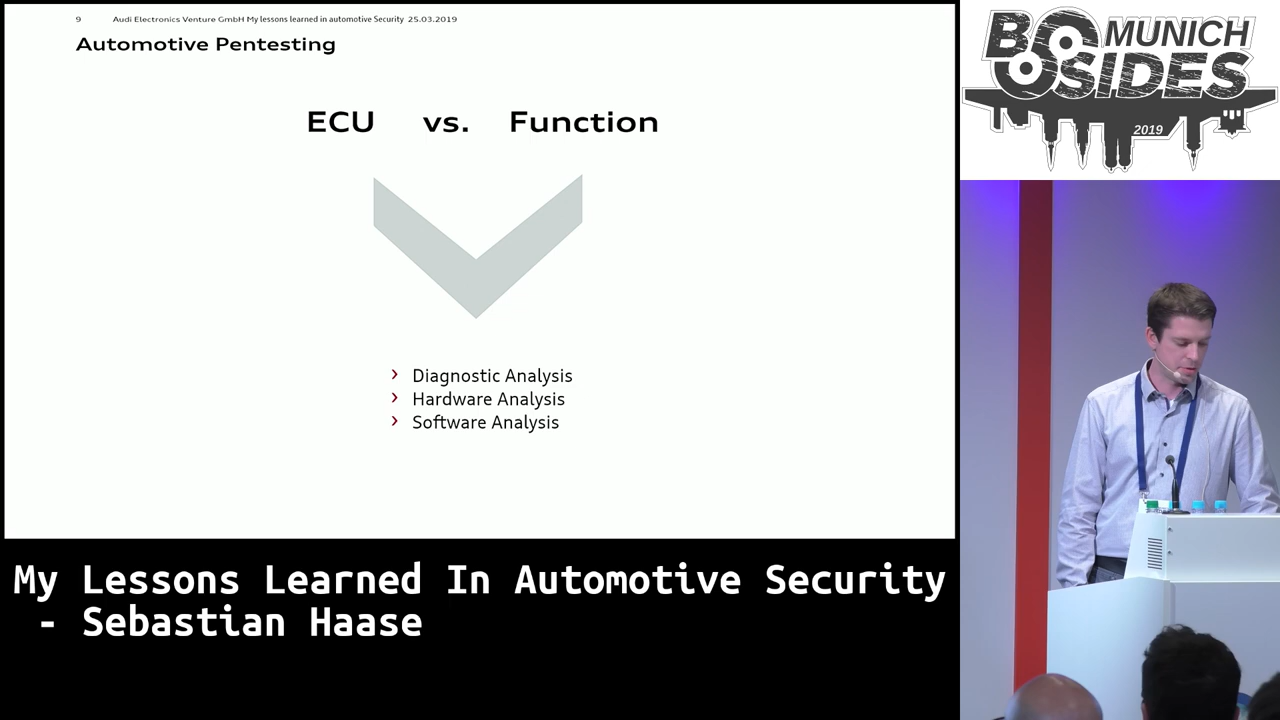 9 Audi Electronics Venture GmbH My lessons learned in automotive Security 25.03.2019
Automotive Pentesting
ECU vs. Function
› Diagnostic Analysis
› Hardware Analysis
› Software Analysis
My Lessons Learned In Automotive Security
- Sebastian Haase
BSIDES MUNICH
2019